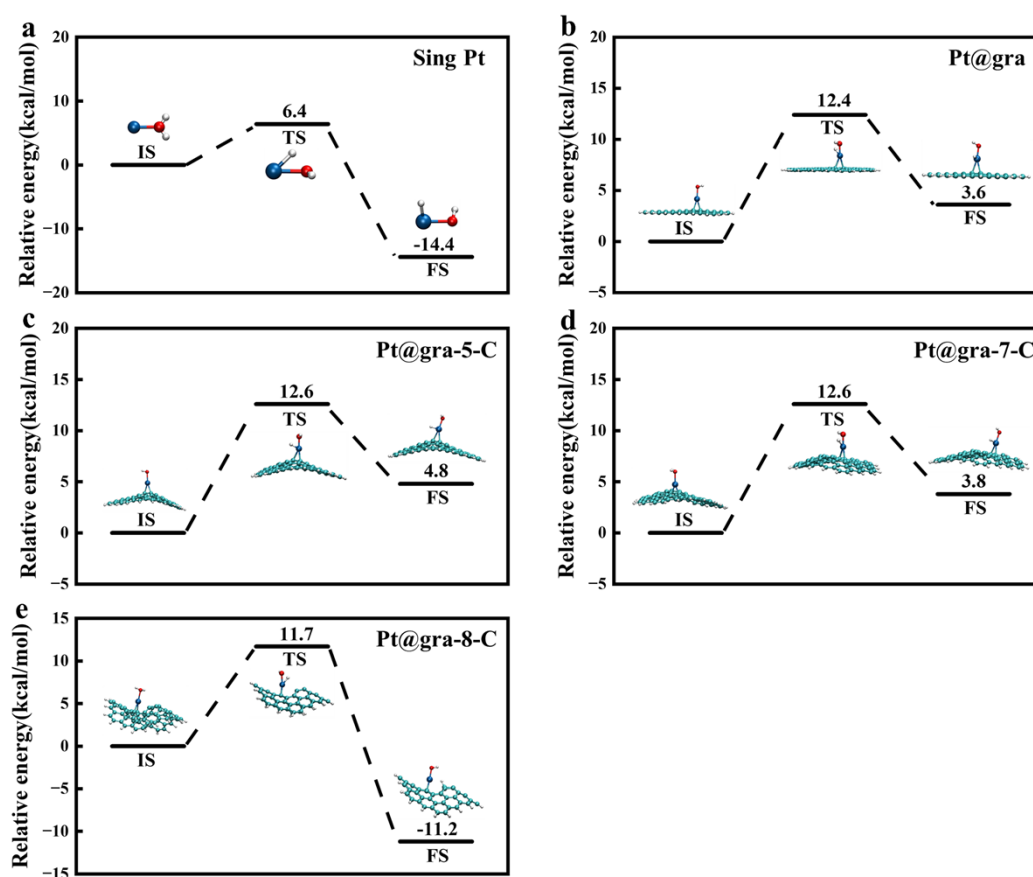 a
Relative energy(kcal/mol)
20
10
0
−10
−20
Sing Pt
IS
6.4
TS
-14.4
FS
b
Relative energy(kcal/mol)
20
15
10
5
0
−5
Pt@gra
IS
12.4
TS
3.6
FS
c
Relative energy(kcal/mol)
20
15
10
5
0
−5
Pt@gra-5-C
IS
12.6
TS
4.8
FS
d
Relative energy(kcal/mol)
20
15
10
5
0
−5
Pt@gra-7-C
IS
12.6
TS
3.8
FS
e
Relative energy(kcal/mol)
15
10
5
0
−5
−10
−15
Pt@gra-8-C
IS
11.7
TS
-11.2
FS